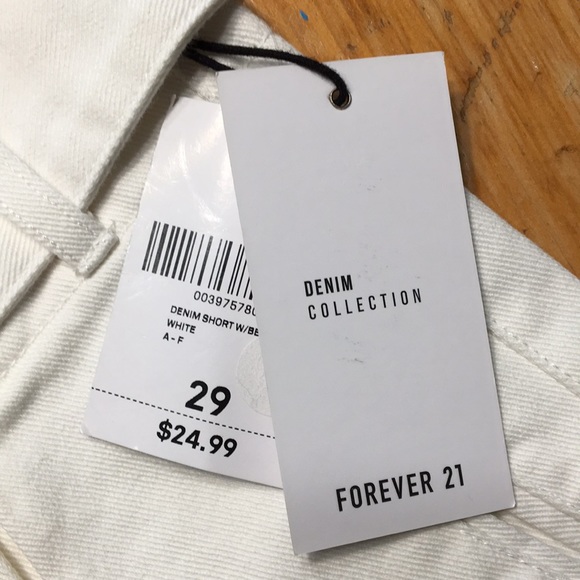 DENIM
COLLECTION
FOREVER 21
003975780
DENIM SHORT W/BE
WHITE
A - F
29
$24.99